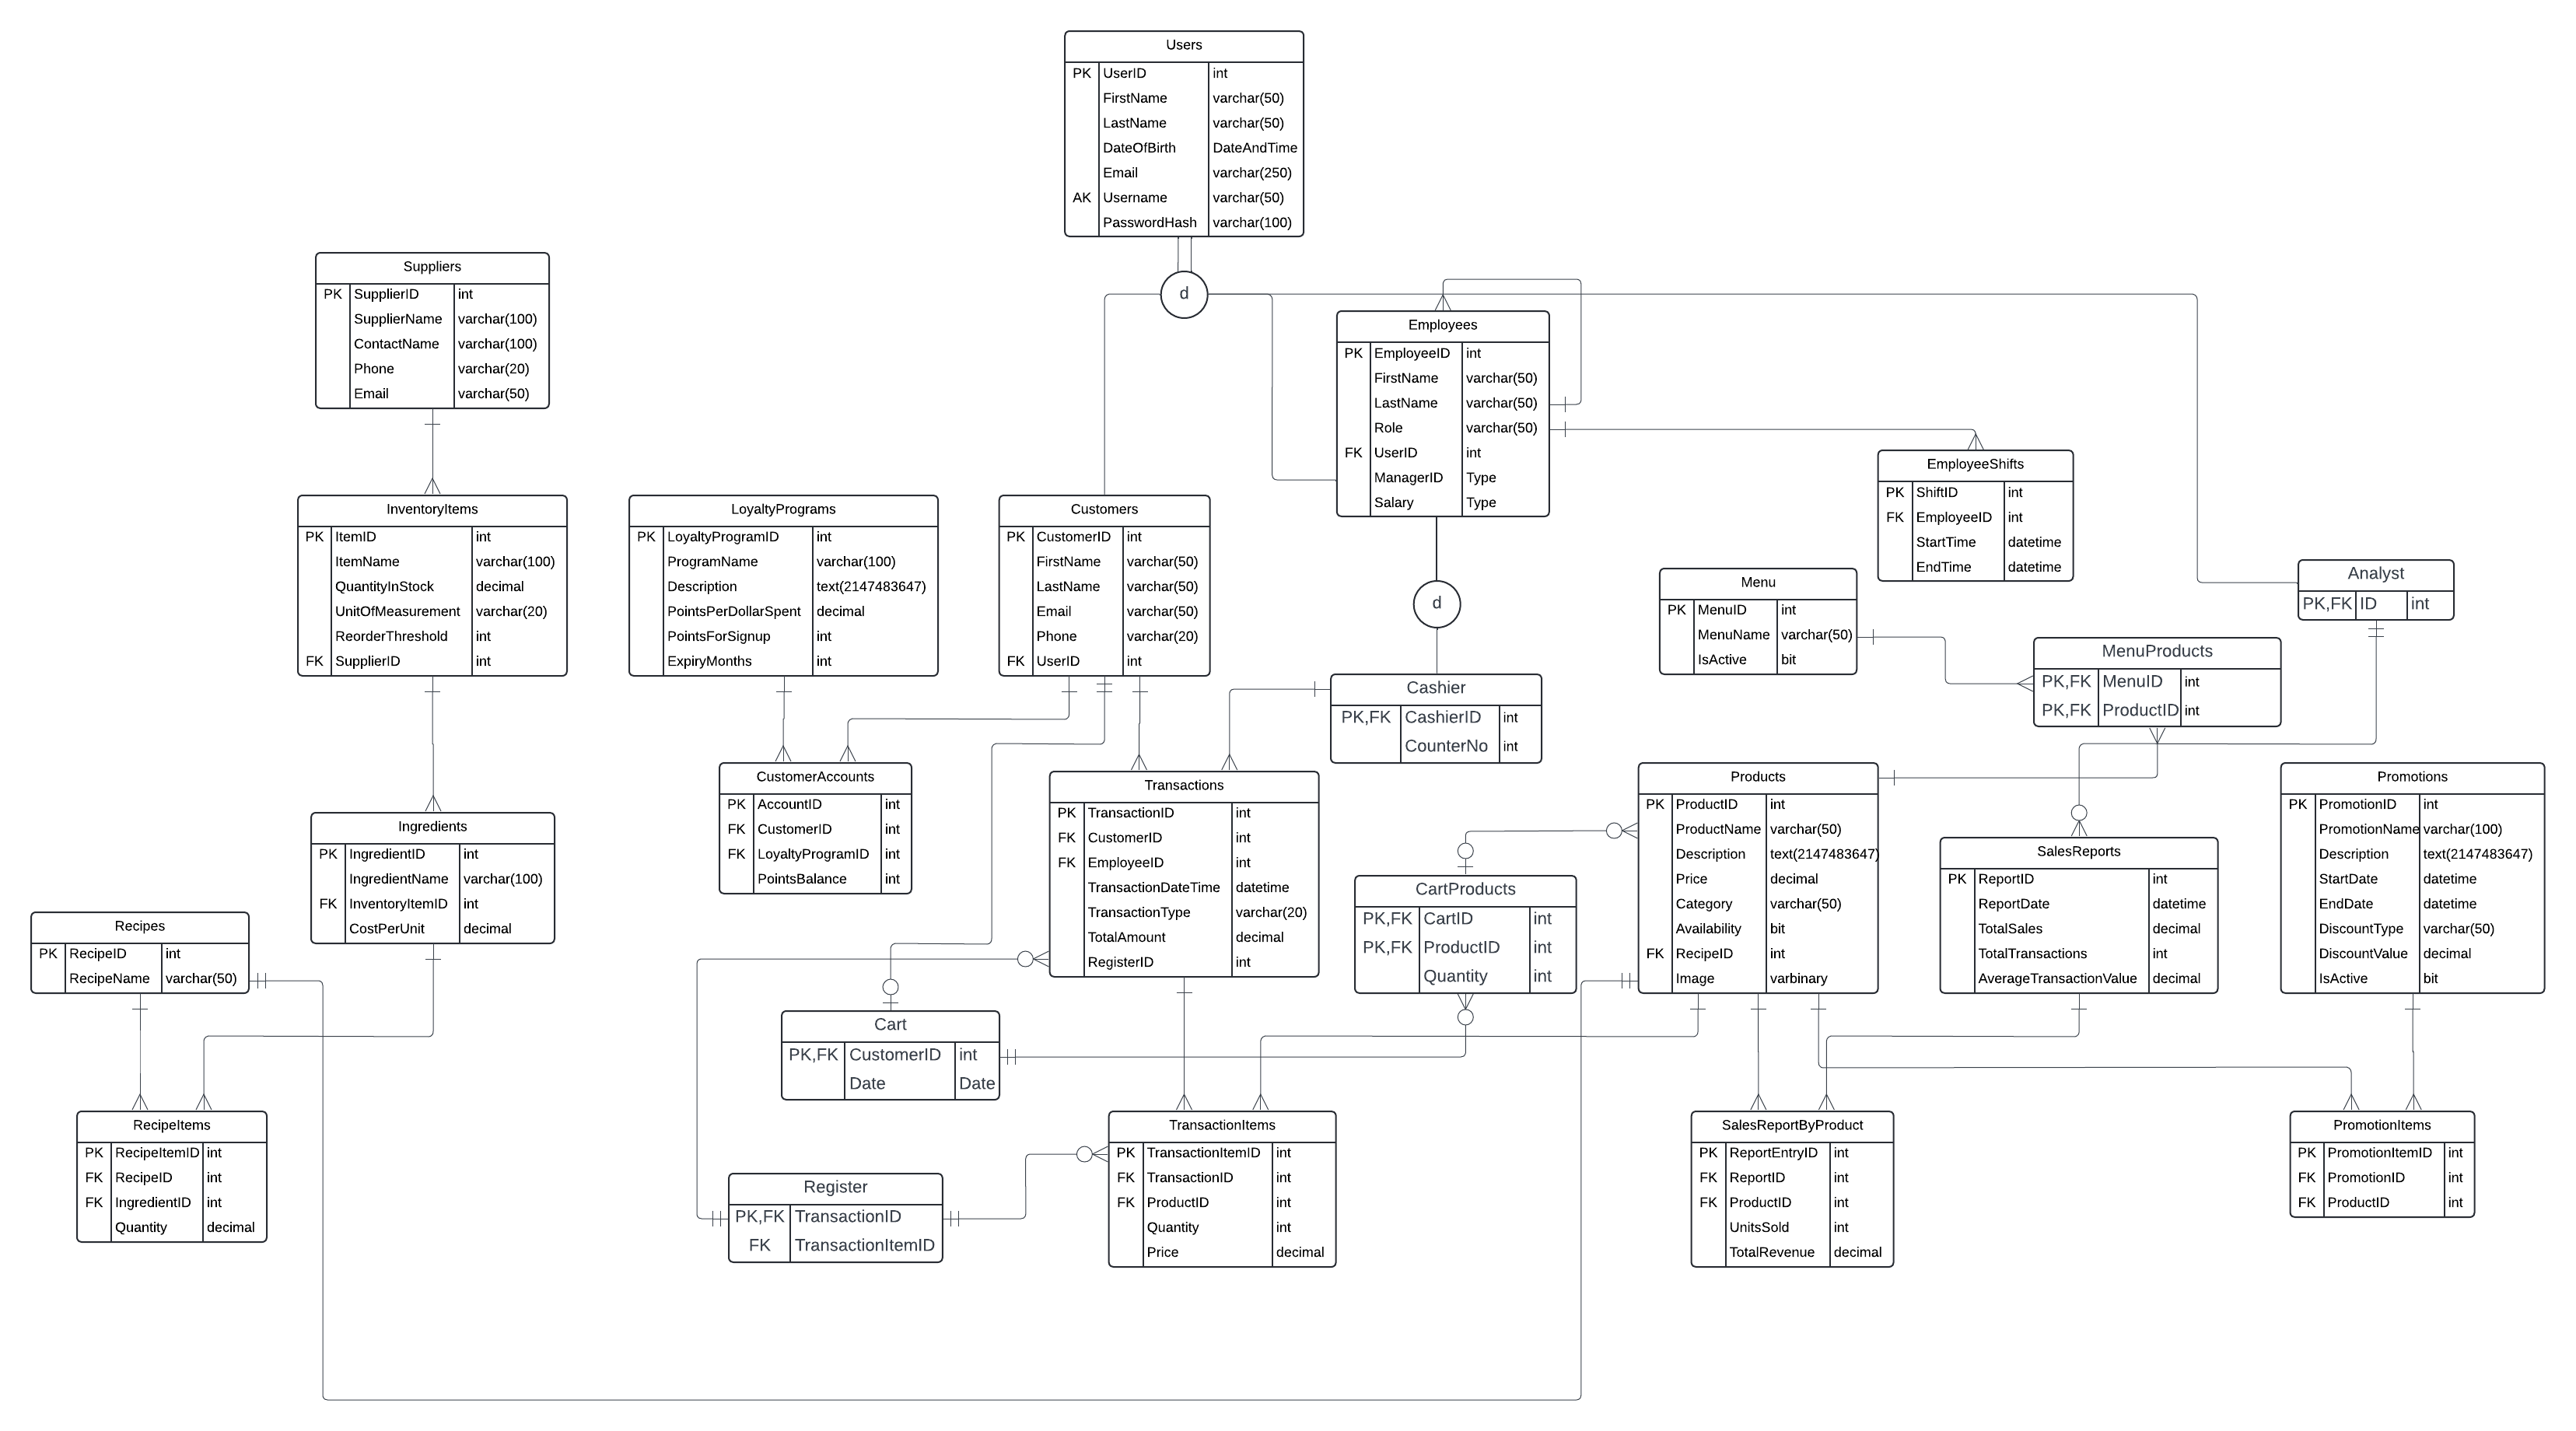 Users
PK UserID int
FirstName varchar(50)
LastName varchar(50)
DateOfBirth DateAndTime
Email varchar(250)
AK Username varchar(50)
PasswordHash varchar(100)
d
Suppliers
PK SupplierID int
SupplierName varchar(100)
ContactName varchar(100)
Phone varchar(20)
Email varchar(50)
Employees
PK EmployeeID int
FirstName varchar(50)
LastName varchar(50)
Role varchar(50)
FK UserID int
ManagerID Type
Salary Type
EmployeeShifts
PK ShiftID int
FK EmployeeID int
StartTime datetime
EndTime datetime
InventoryItems
PK ItemID int
ItemName varchar(100)
QuantityInStock decimal
UnitOfMeasurement varchar(20)
ReorderThreshold int
FK SupplierID int
LoyaltyPrograms
PK LoyaltyProgramID int
ProgramName varchar(100)
Description text(2147483647)
PointsPerDollarSpent decimal
PointsForSignup int
ExpiryMonths int
Customers
PK CustomerID int
FirstName varchar(50)
LastName varchar(50)
Email varchar(50)
Phone varchar(20)
FK UserID int
d
Analyst
PK,FK ID int
Menu
PK MenuID int
MenuName varchar(50)
IsActive bit
MenuProducts
PK,FK MenuID int
PK,FK ProductID int
Cashier
PK,FK CashierID int
CounterNo int
CustomerAccounts
PK AccountID int
FK CustomerID int
FK LoyaltyProgramID int
PointsBalance int
Transactions
PK TransactionID int
FK CustomerID int
FK EmployeeID int
TransactionDateTime datetime
TransactionType varchar(20)
TotalAmount decimal
RegisterID int
Products
PK ProductID int
ProductName varchar(50)
Description text(2147483647)
Price decimal
Category varchar(50)
Availability bit
FK RecipeID int
Image varbinary
Promotions
PK PromotionID int
PromotionName varchar(100)
Description text(2147483647)
StartDate datetime
EndDate datetime
DiscountType varchar(50)
DiscountValue decimal
IsActive bit
Ingredients
PK IngredientID int
IngredientName varchar(100)
FK InventoryItemID int
CostPerUnit decimal
SalesReports
PK ReportID int
ReportDate datetime
TotalSales decimal
TotalTransactions int
AverageTransactionValue decimal
CartProducts
PK,FK CartID int
PK,FK ProductID int
Quantity int
Recipes
PK RecipeID int
RecipeName varchar(50)
Cart
PK,FK CustomerID int
Date Date
RecipeItems
PK RecipeItemID int
FK RecipeID int
FK IngredientID int
Quantity decimal
Register
PK,FK TransactionID
FK TransactionItemID
TransactionItems
PK TransactionItemID int
FK TransactionID int
FK ProductID int
Quantity int
Price decimal
SalesReportByProduct
PK ReportEntryID int
FK ReportID int
FK ProductID int
UnitsSold int
TotalRevenue decimal
PromotionItems
PK PromotionItemID int
FK PromotionID int
FK ProductID int